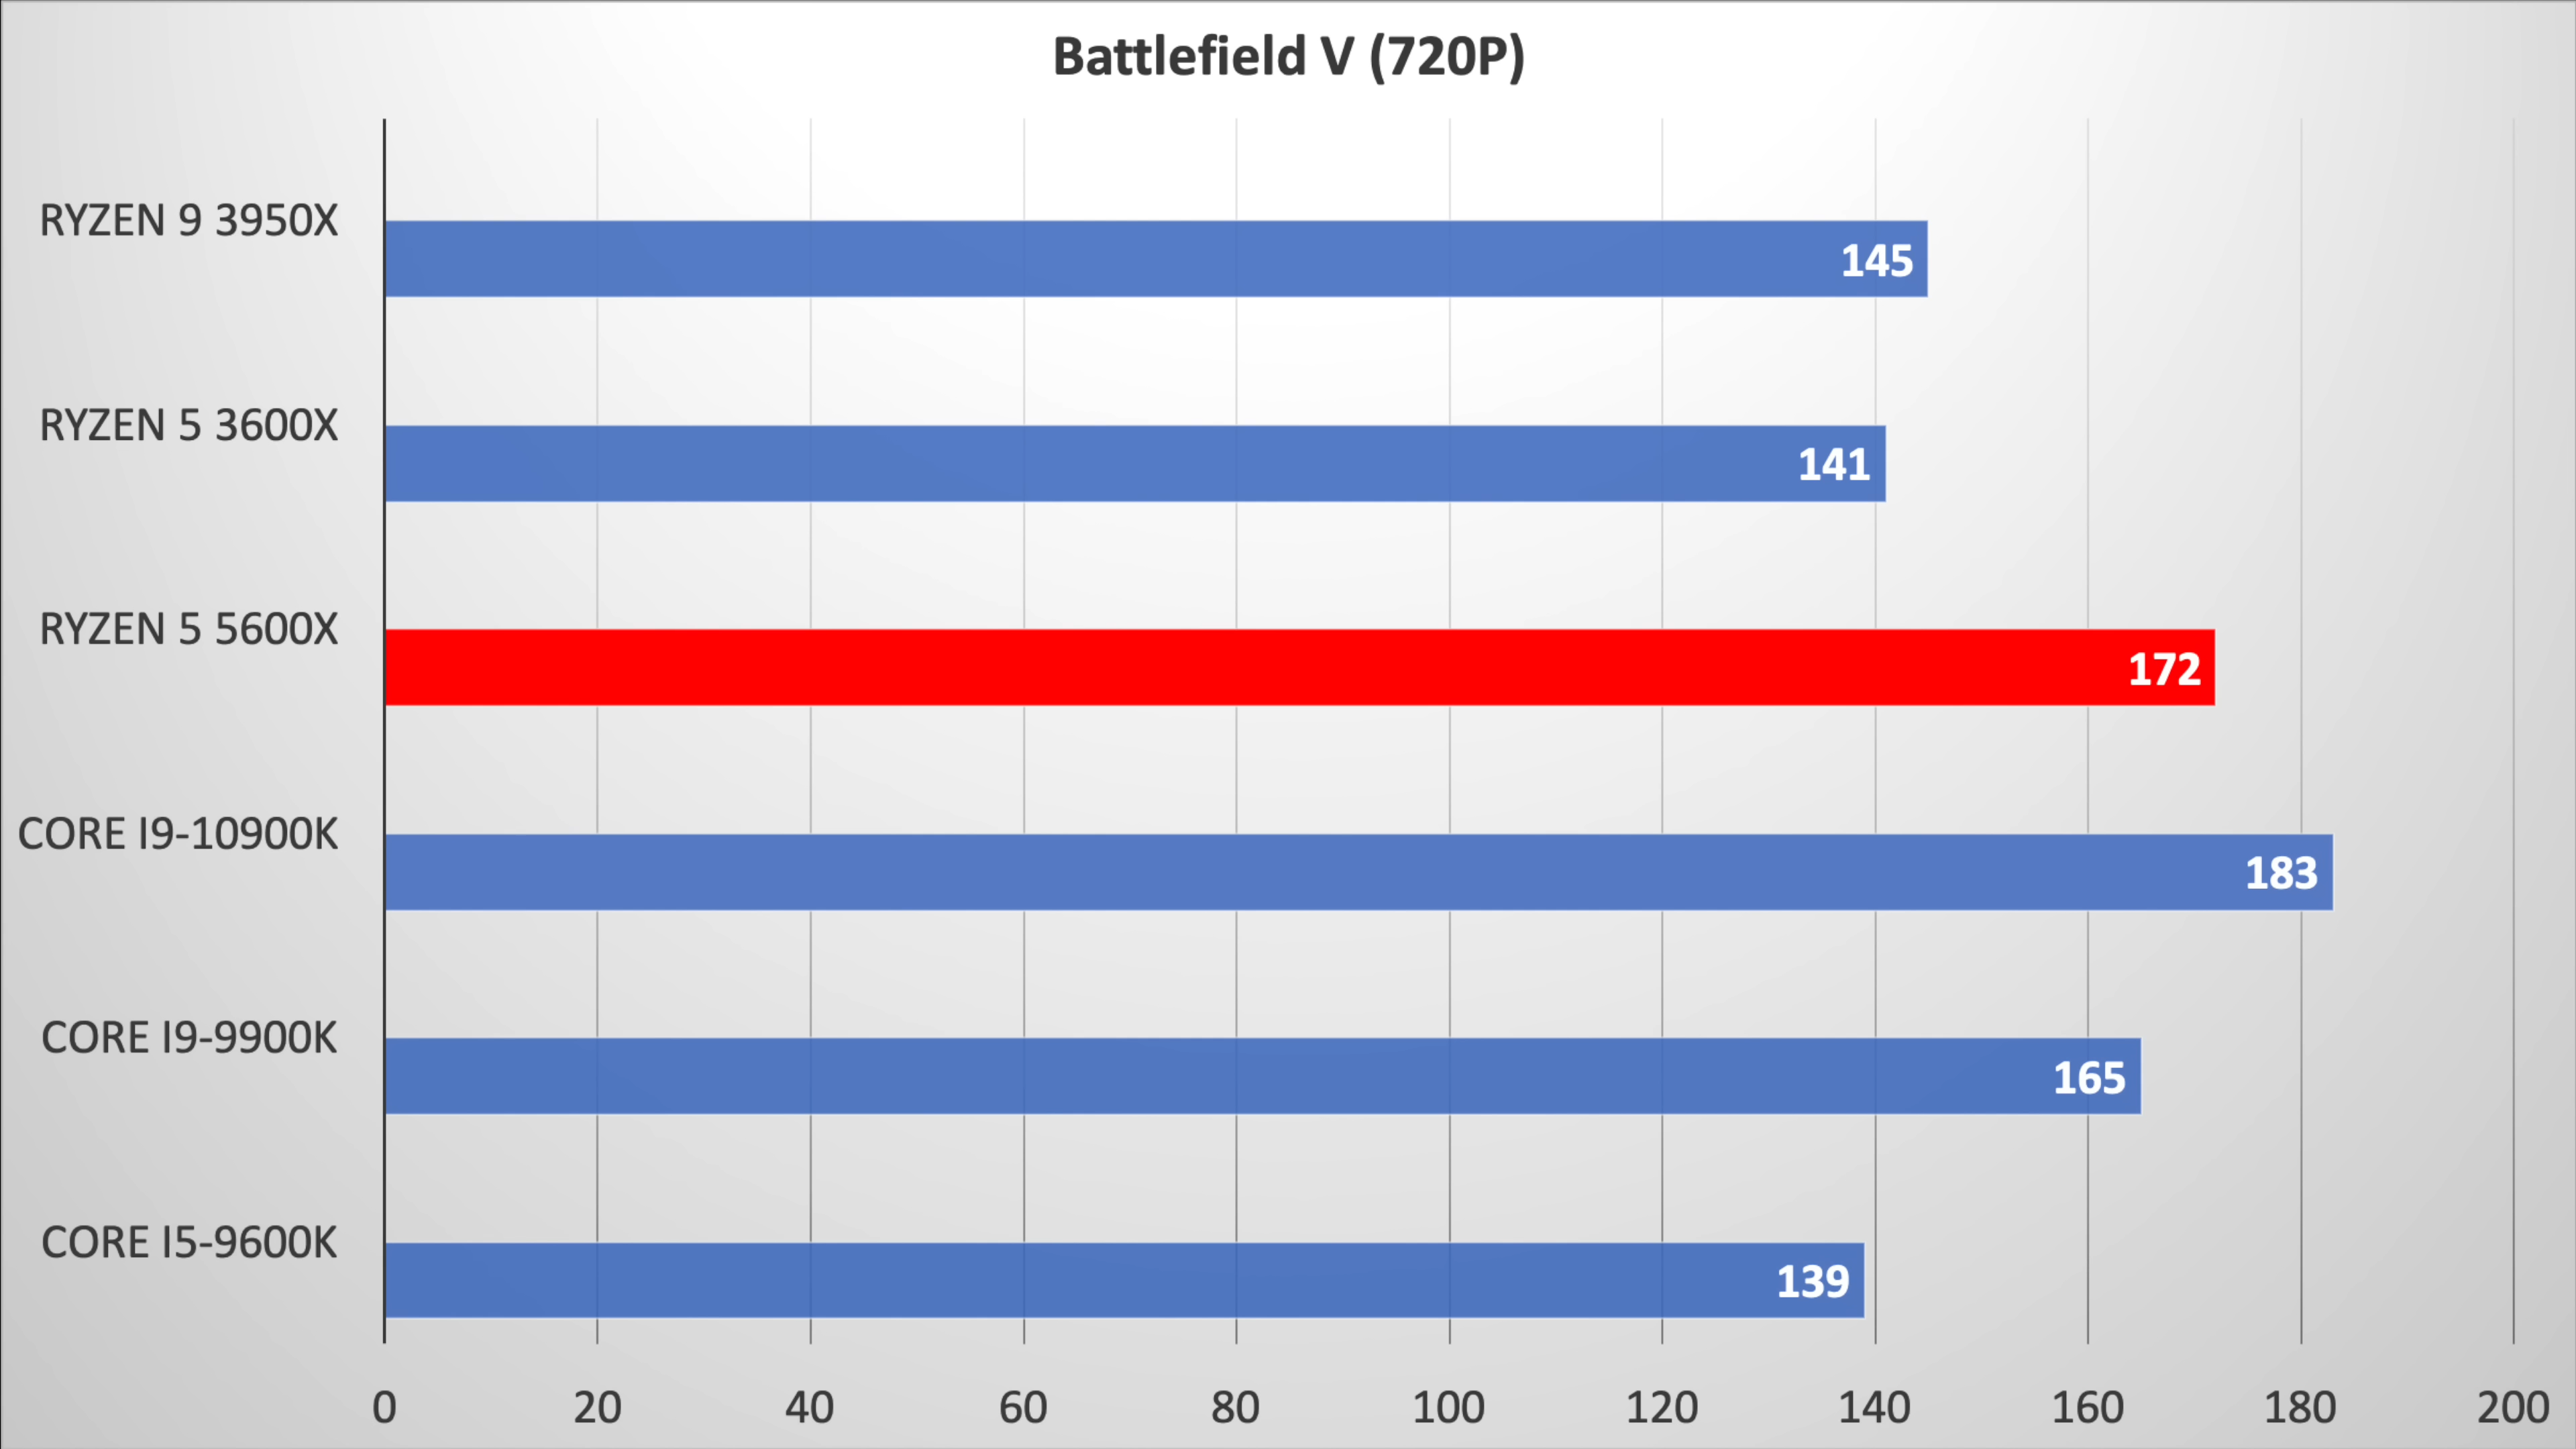 Battlefield V (720P)
RYZEN 9 3950X
145
RYZEN 5 3600X
141
RYZEN 5 5600X
172
CORE I9-10900K
183
CORE I9-9900K
165
CORE I5-9600K
139
0 20 40 60 80 100 120 140 160 180 200